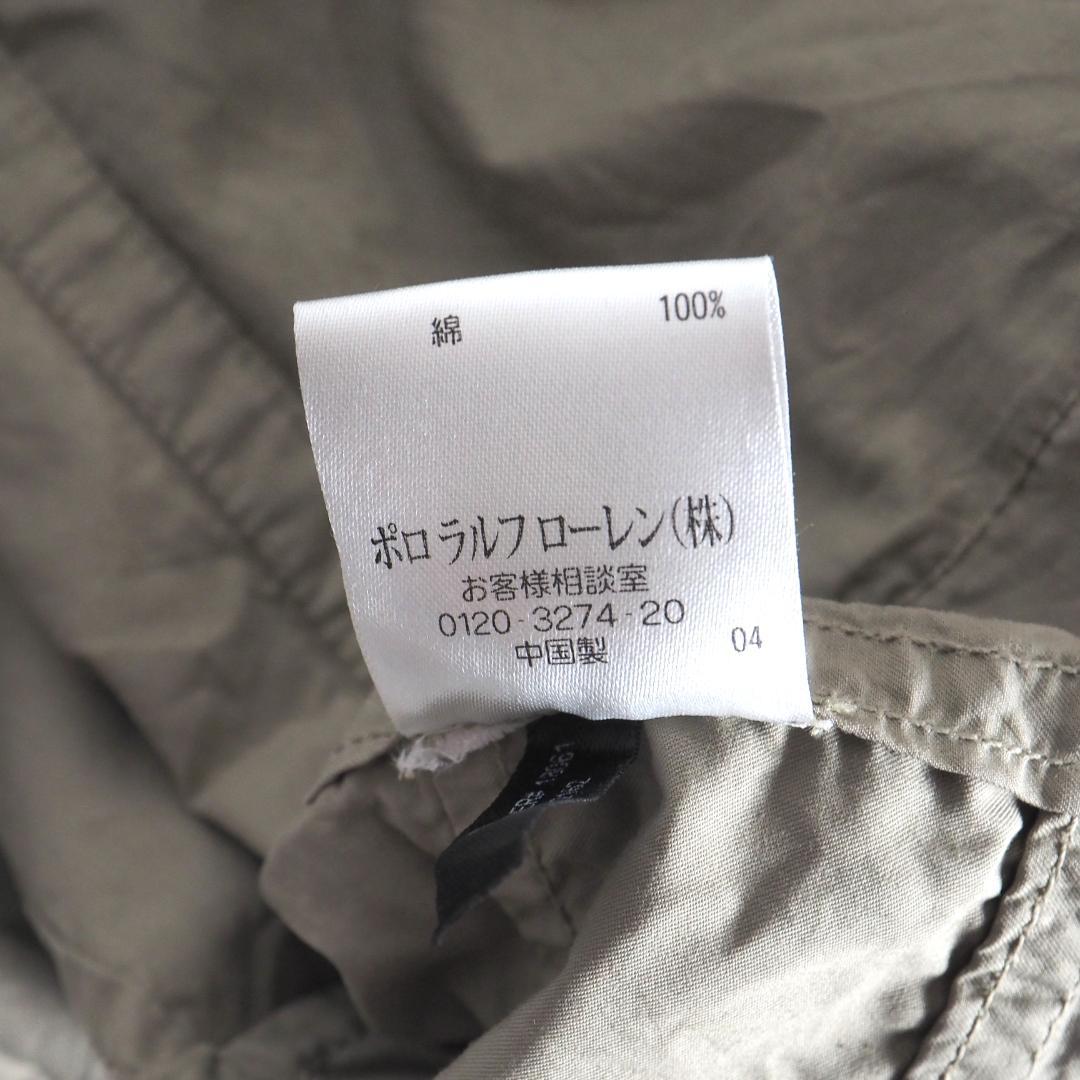 綿 100%
ポロ ラルフ ローレン(株)
お客様相談室
0120-3274-20
中国製 04